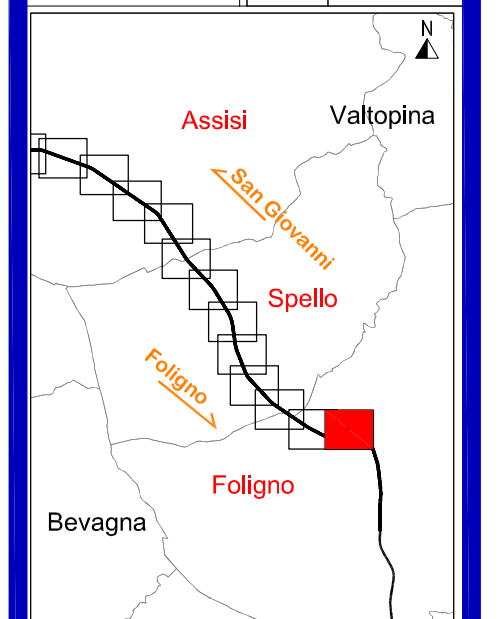 N
Valtopina
Assisi
San Giovanni
Spello
Foligno
Foligno
Bevagna